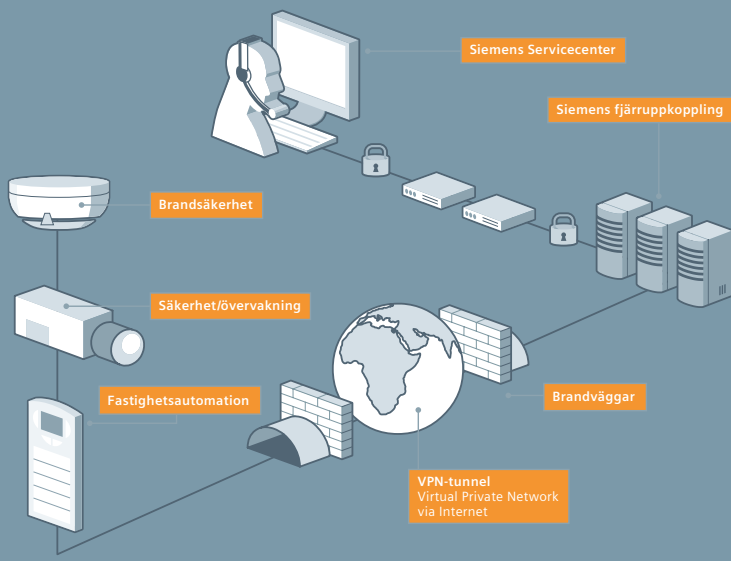 Siemens Servicecenter
Siemens fjärruppkoppling
Brandsäkerhet
Säkerhet/övervakning
Fastighetsautomation
Brandväggar
VPN-tunnel
Virtual Private Network
via Internet